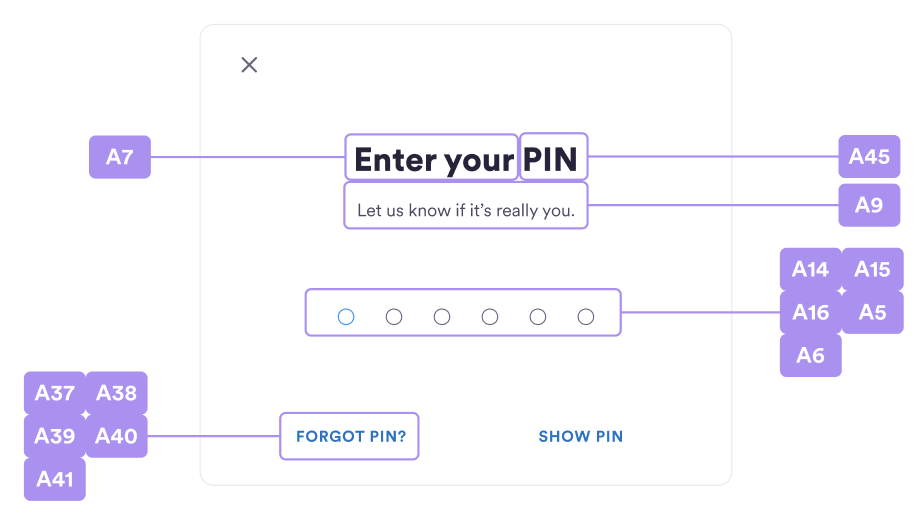 A7
Enter your PIN
A45
Let us know if it's really you.
A9
A14 A15
A16 A5
A6
A37 A38
A39 A40
A41
FORGOT PIN?
SHOW PIN